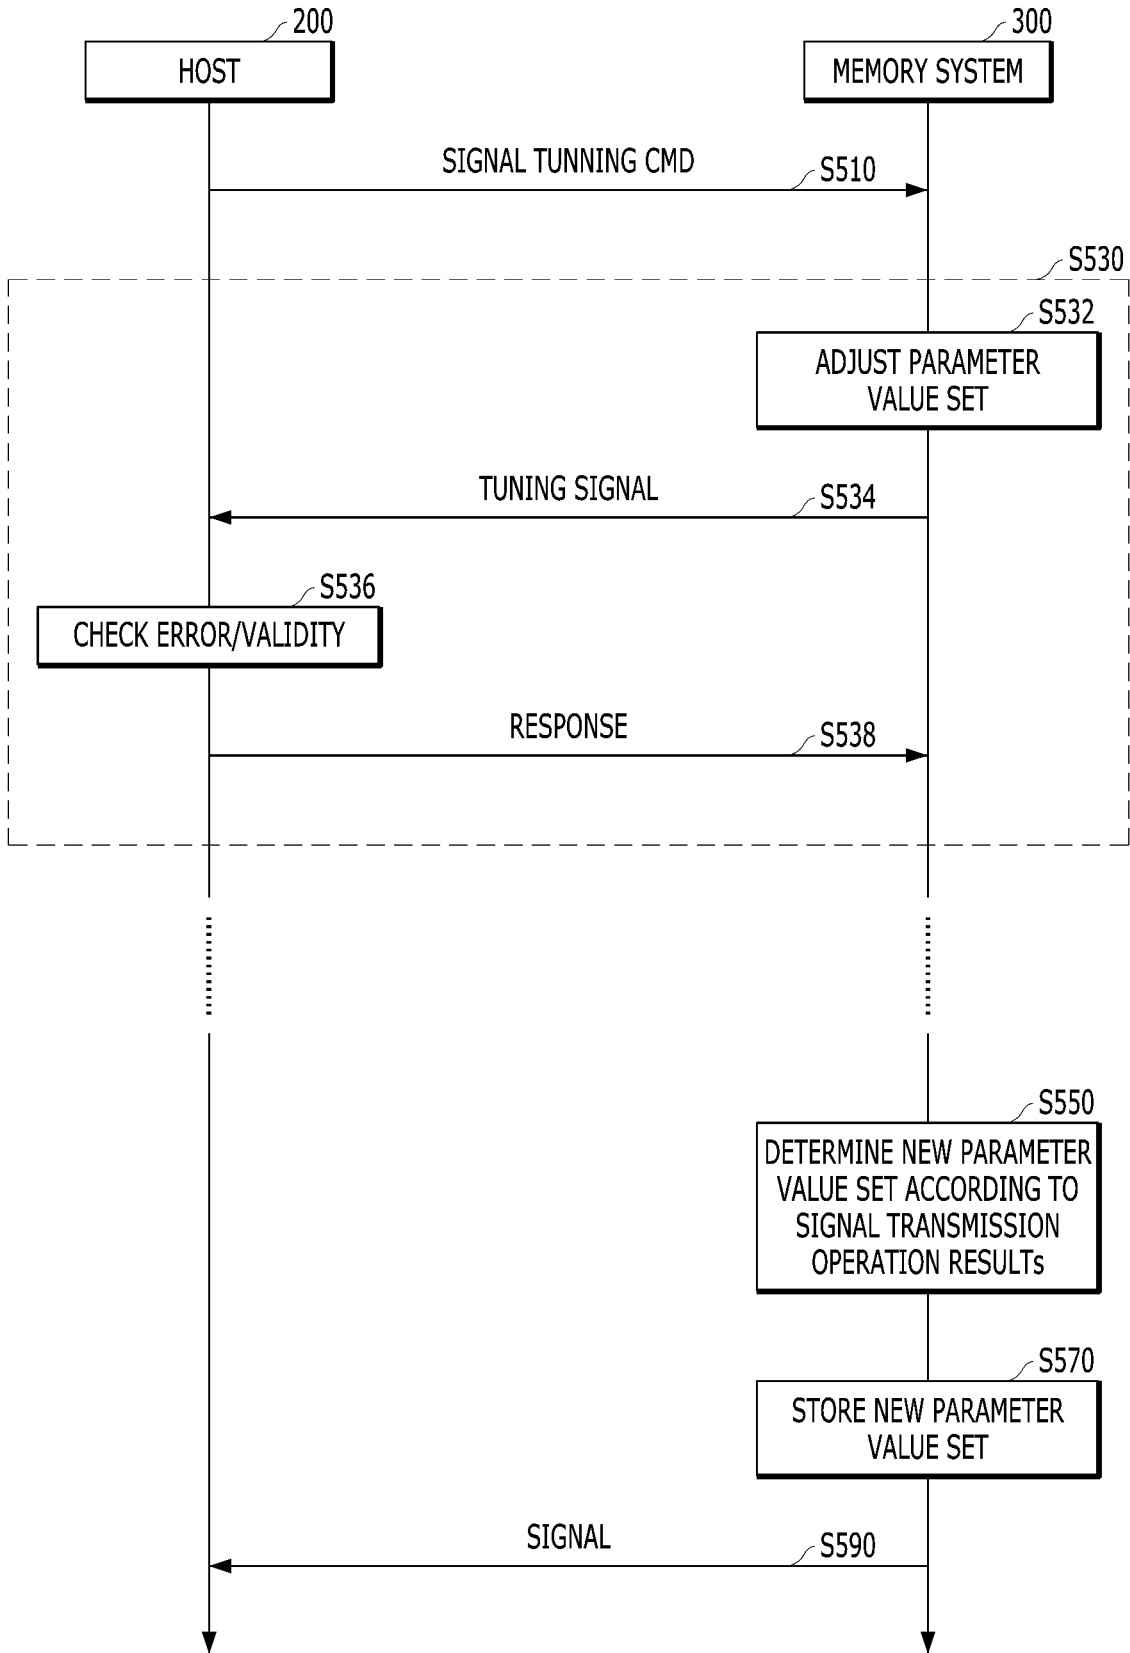 200
300
HOST
MEMORY SYSTEM
SIGNAL TUNNING CMD
S510
S530
S532
ADJUST PARAMETER
VALUE SET
TUNING SIGNAL
S534
S536
CHECK ERROR/VALIDITY
RESPONSE
S538
S550
DETERMINE NEW PARAMETER
VALUE SET ACCORDING TO
SIGNAL TRANSMISSION
OPERATION RESULTs
S570
STORE NEW PARAMETER
VALUE SET
SIGNAL
S590